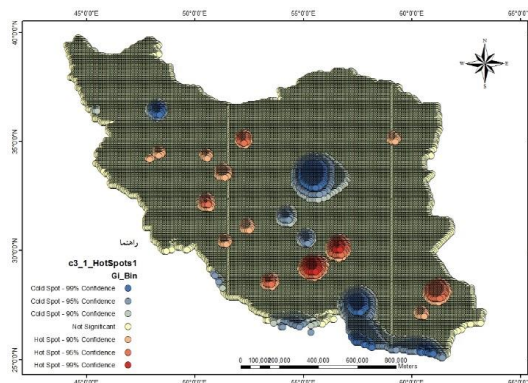 45°0'0"E 50°0'0"E 55°0'0"E 60°0'0"E 65°0'0"E
40°0'0"N
35°0'0"N
30°0'0"N
25°0'0"N
N
W E
S
راهنما
c3_1_HotSpots1
Gi_Bin
Cold Spot - 99% Confidence
Cold Spot - 95% Confidence
Cold Spot - 90% Confidence
Not Significant
Hot Spot - 90% Confidence
Hot Spot - 95% Confidence
Hot Spot - 99% Confidence
0 100,000 200,000 400,000 600,000 800,000
Meters
45°0'0"E 50°0'0"E 55°0'0"E 60°0'0"E